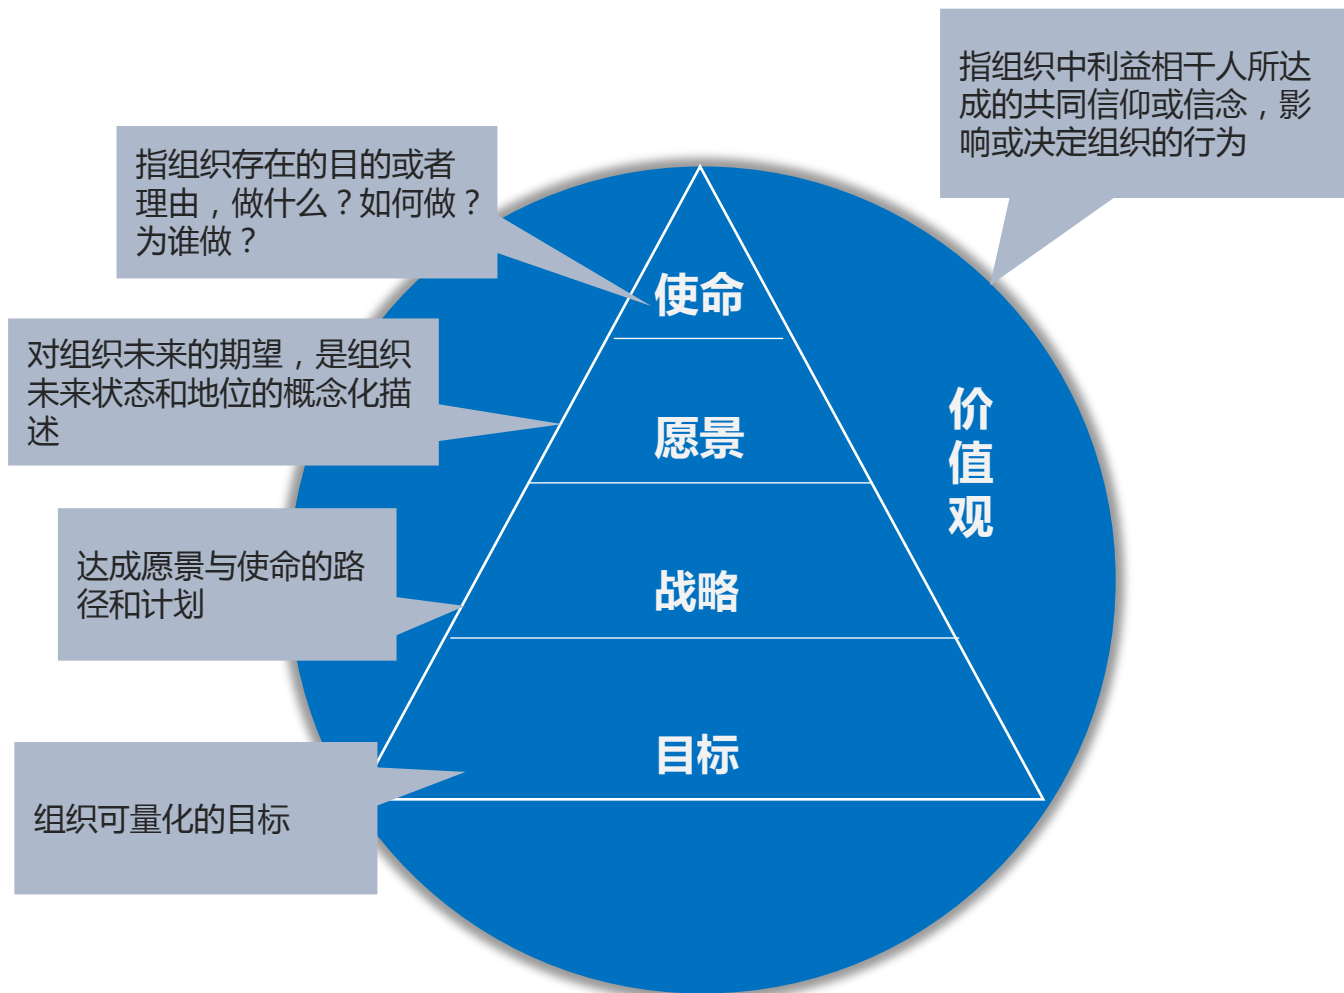 指组织中利益相干人所达
成的共同信仰或信念，影
响或决定组织的行为
指组织存在的目的或者
理由，做什么？如何做？
为谁做？
使命
对组织未来的期望，是组织
未来状态和地位的概念化描
述
愿景
价
值
观
达成愿景与使命的路
径和计划
战略
目标
组织可量化的目标